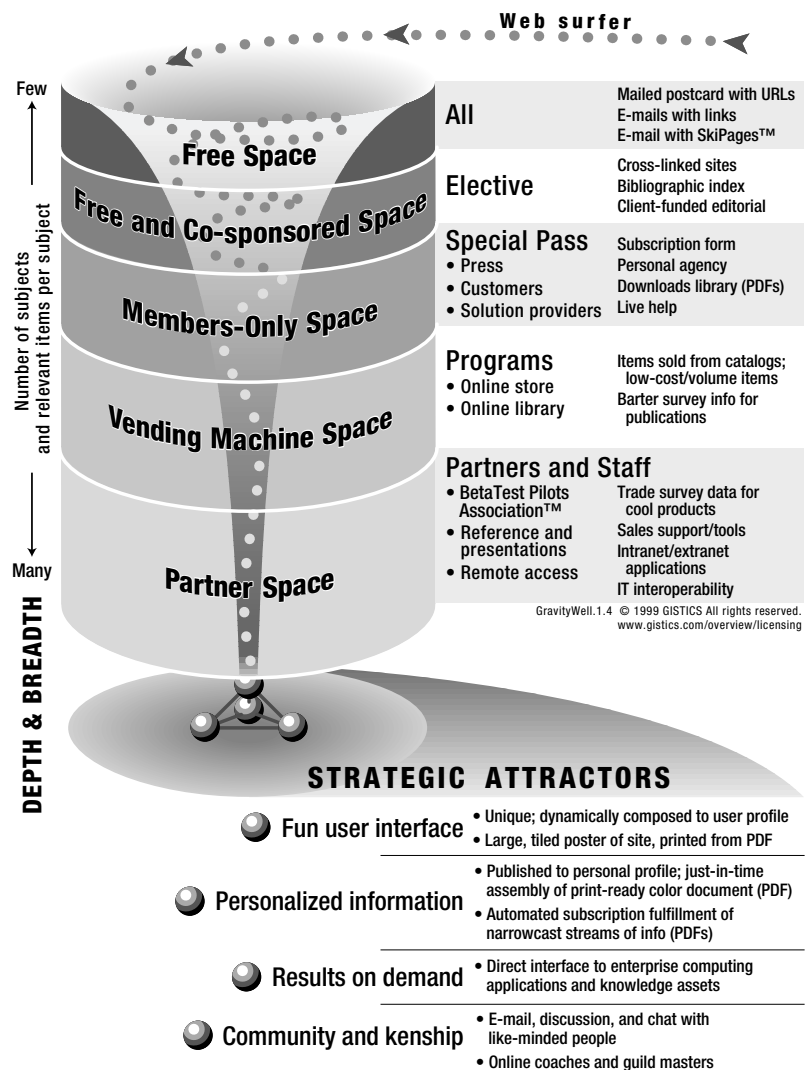 Web surfer
Few
Number of subjects
and relevant items per subject
Many
DEPTH & BREADTH
Free Space
Free and Co-sponsored Space
Members-Only Space
Vending Machine Space
Partner Space
All
Mailed postcard with URLs
E-mails with links
E-mail with SkiPages™
Elective
Cross-linked sites
Bibliographic index
Client-funded editorial
Special Pass
• Press
• Customers
• Solution providers
Subscription form
Personal agency
Downloads library (PDFs)
Live help
Programs
• Online store
• Online library
Items sold from catalogs;
low-cost/volume items
Barter survey info for
publications
Partners and Staff
• BetaTest Pilots
Association™
• Reference and
presentations
• Remote access
Trade survey data for
cool products
Sales support/tools
Intranet/extranet
applications
IT interoperability
GravityWell.1.4 © 1999 GISTICS All rights reserved.
www.gistics.com/overview/licensing
STRATEGIC ATTRACTORS
Fun user interface
• Unique; dynamically composed to user profile
• Large, tiled poster of site, printed from PDF
Personalized information
• Published to personal profile; just-in-time
assembly of print-ready color document (PDF)
• Automated subscription fulfillment of
narrowcast streams of info (PDFs)
Results on demand
• Direct interface to enterprise computing
applications and knowledge assets
Community and kenship
• E-mail, discussion, and chat with
like-minded people
• Online coaches and guild masters